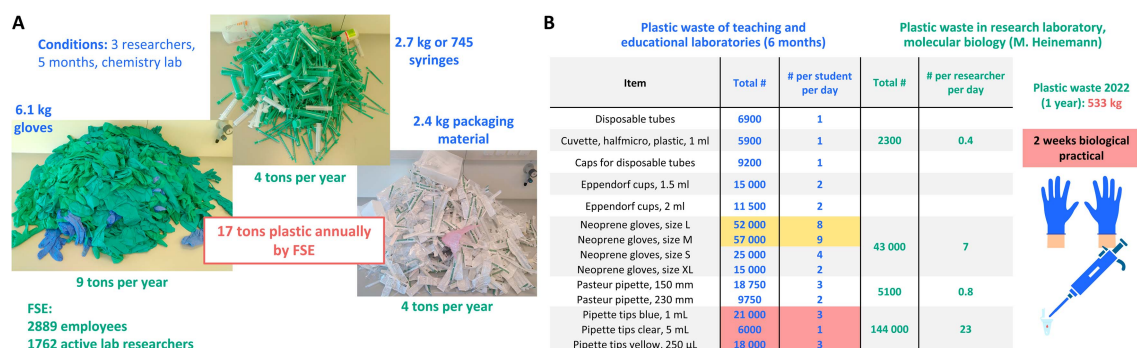 A
Conditions: 3 researchers,
5 months, chemistry lab
2.7 kg or 745
syringes
6.1 kg
gloves
2.4 kg packaging
material
4 tons per year
17 tons plastic annually
by FSE
9 tons per year
4 tons per year
FSE:
2889 employees
1762 active lab researchers
B
Plastic waste of teaching and
educational laboratories (6 months)
Plastic waste in research laboratory,
molecular biology (M. Heinemann)
Item Total # # per student
per day Total # # per researcher
per day
Disposable tubes 6900 1
Cuvette, halfmicro, plastic, 1 ml 5900 1 2300 0.4
Caps for disposable tubes 9200 1
Eppendorf cups, 1.5 ml 15 000 2
Eppendorf cups, 2 ml 11 500 2
Neoprene gloves, size L 52 000 8
Neoprene gloves, size M 57 000 9
43 000 7
Neoprene gloves, size S 25 000 4
Neoprene gloves, size XL 15 000 2
Pasteur pipette, 150 mm 18 750 3
5100 0.8
Pasteur pipette, 230 mm 9750 2
Pipette tips blue, 1 mL 21 000 3
Pipette tips clear, 5 mL 6000 1 144 000 23
Pipette tips yellow, 250 µL 18 000 3
Plastic waste 2022
(1 year): 533 kg
2 weeks biological
practical